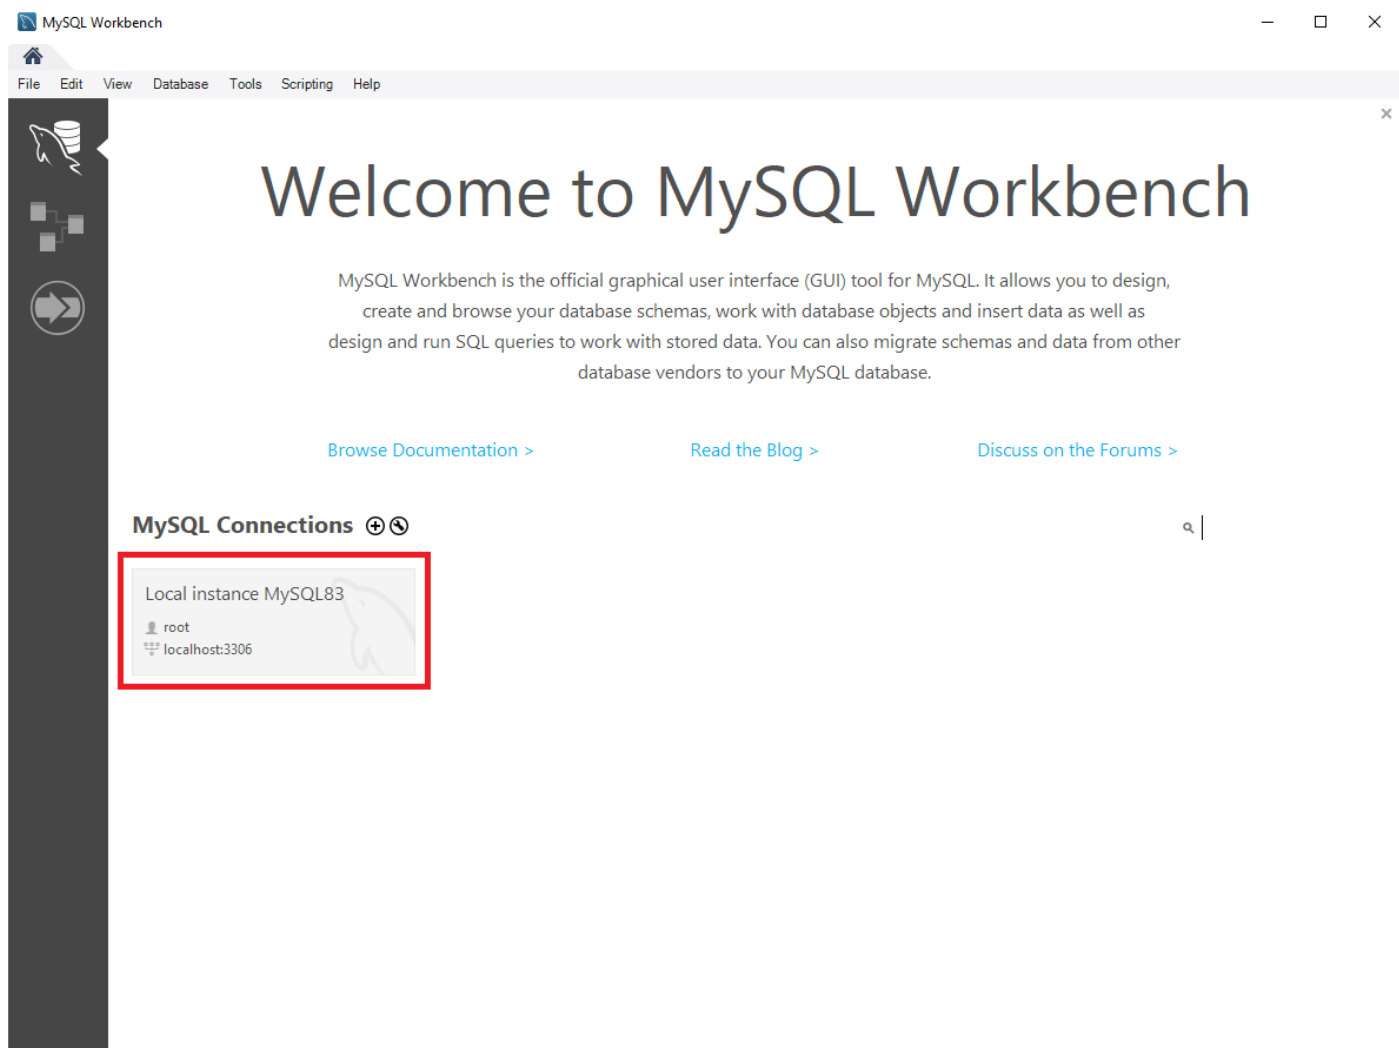 MySQL Workbench
File Edit View Database Tools Scripting Help
Welcome to MySQL Workbench
MySQL Workbench is the official graphical user interface (GUI) tool for MySQL. It allows you to design,
create and browse your database schemas, work with database objects and insert data as well as
design and run SQL queries to work with stored data. You can also migrate schemas and data from other
database vendors to your MySQL database.
Browse Documentation > Read the Blog > Discuss on the Forums >
MySQL Connections
Local instance MySQL83
root
localhost:3306